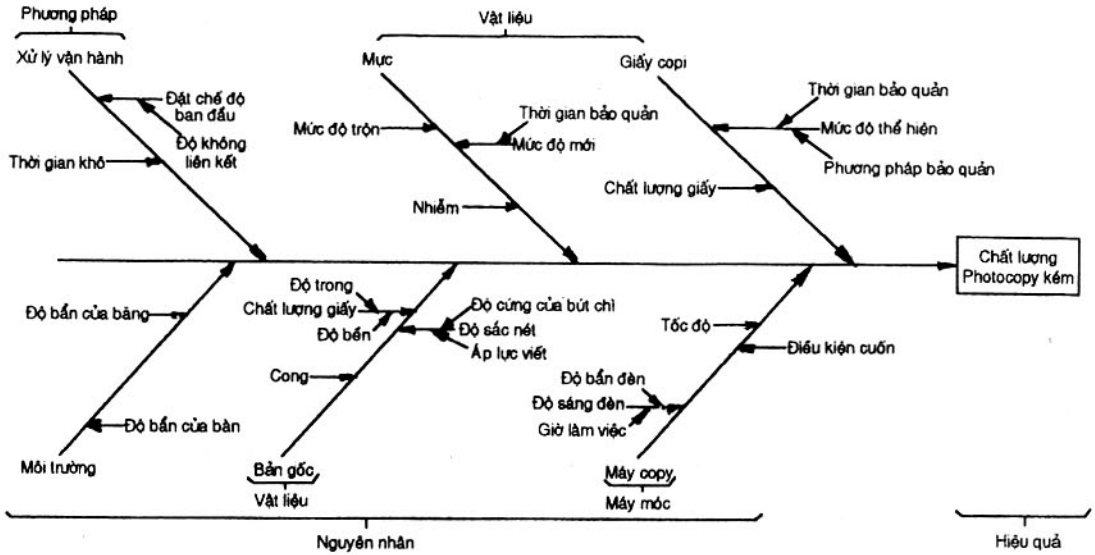 Phương pháp
Vật liệu
Xử lý vận hành
Mực
Giấy copi
Đặt chế độ
ban đầu
Độ không
liên kết
Thời gian khô
Mức độ trộn
Thời gian bảo quản
Mức độ mới
Nhiễm
Thời gian bảo quản
Mức độ thể hiện
Phương pháp bảo quản
Chất lượng giấy
Chất lượng
Photocopy kém
Độ bẩn của băng
Độ bẩn của bàn
Môi trường
Độ trong
Chất lượng giấy
Độ bền
Độ cứng của bút chì
Độ sắc nét
Áp lực viết
Cong
Bản gốc
Vật liệu
Tốc độ
Điều kiện cuốn
Độ bẩn đèn
Độ sáng đèn
Giờ làm việc
Máy copy
Máy móc
Nguyên nhân
Hiệu quả